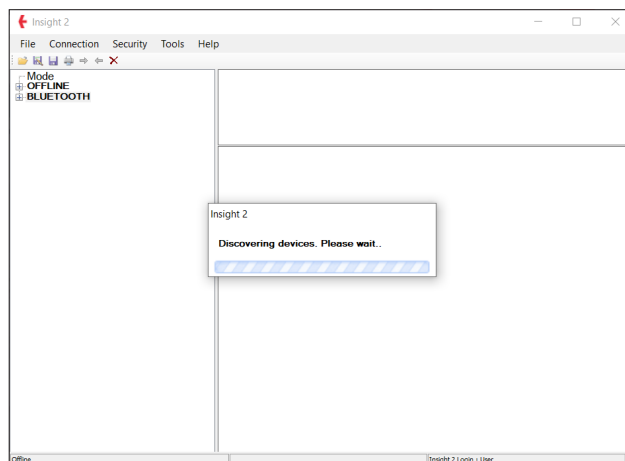 Insight 2
File Connection Security Tools Help
Mode
OFFLINE
BLUETOOTH
Insight 2
Discovering devices. Please wait..
Offline
Insight 2 Login : User